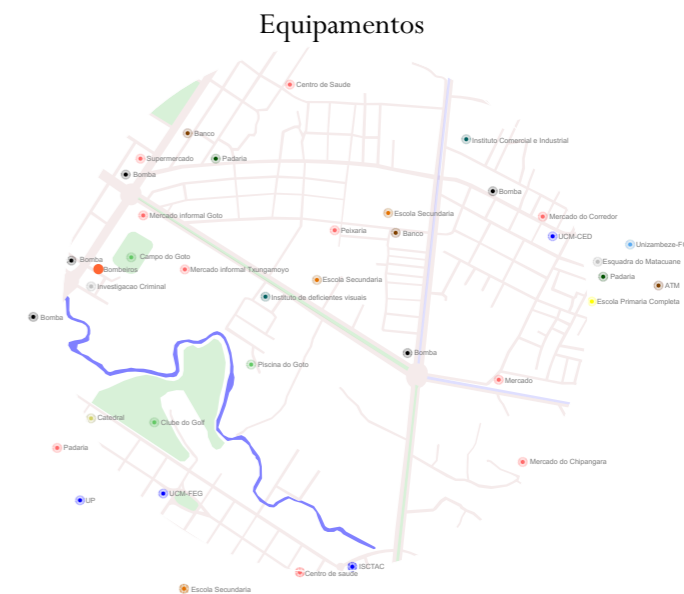 Equipamentos
Centro de Saude
Banco
Instituto Comercial e Industrial
Supermercado
Padaria
Bomba
Bomba
Mercado informal Goto
Escola Secundaria
Mercado do Corredor
Peixaria
Banco
UCM-CED
Unizambeze-F
Campo do Goto
Bomba
Bombeiros
Mercado informal Txungamoyo
Esquadra do Matacuane
Padaria
Escola Secundaria
Investigacao Criminal
ATM
Instituto de deficientes visuais
Escola Primaria Completa
Bomba
Bomba
Piscina do Goto
Mercado
Catedral
Clube do Golf
Padaria
Mercado do Chipangara
UCM-FEG
UP
ISCTAC
Centro de saude
Escola Secundaria